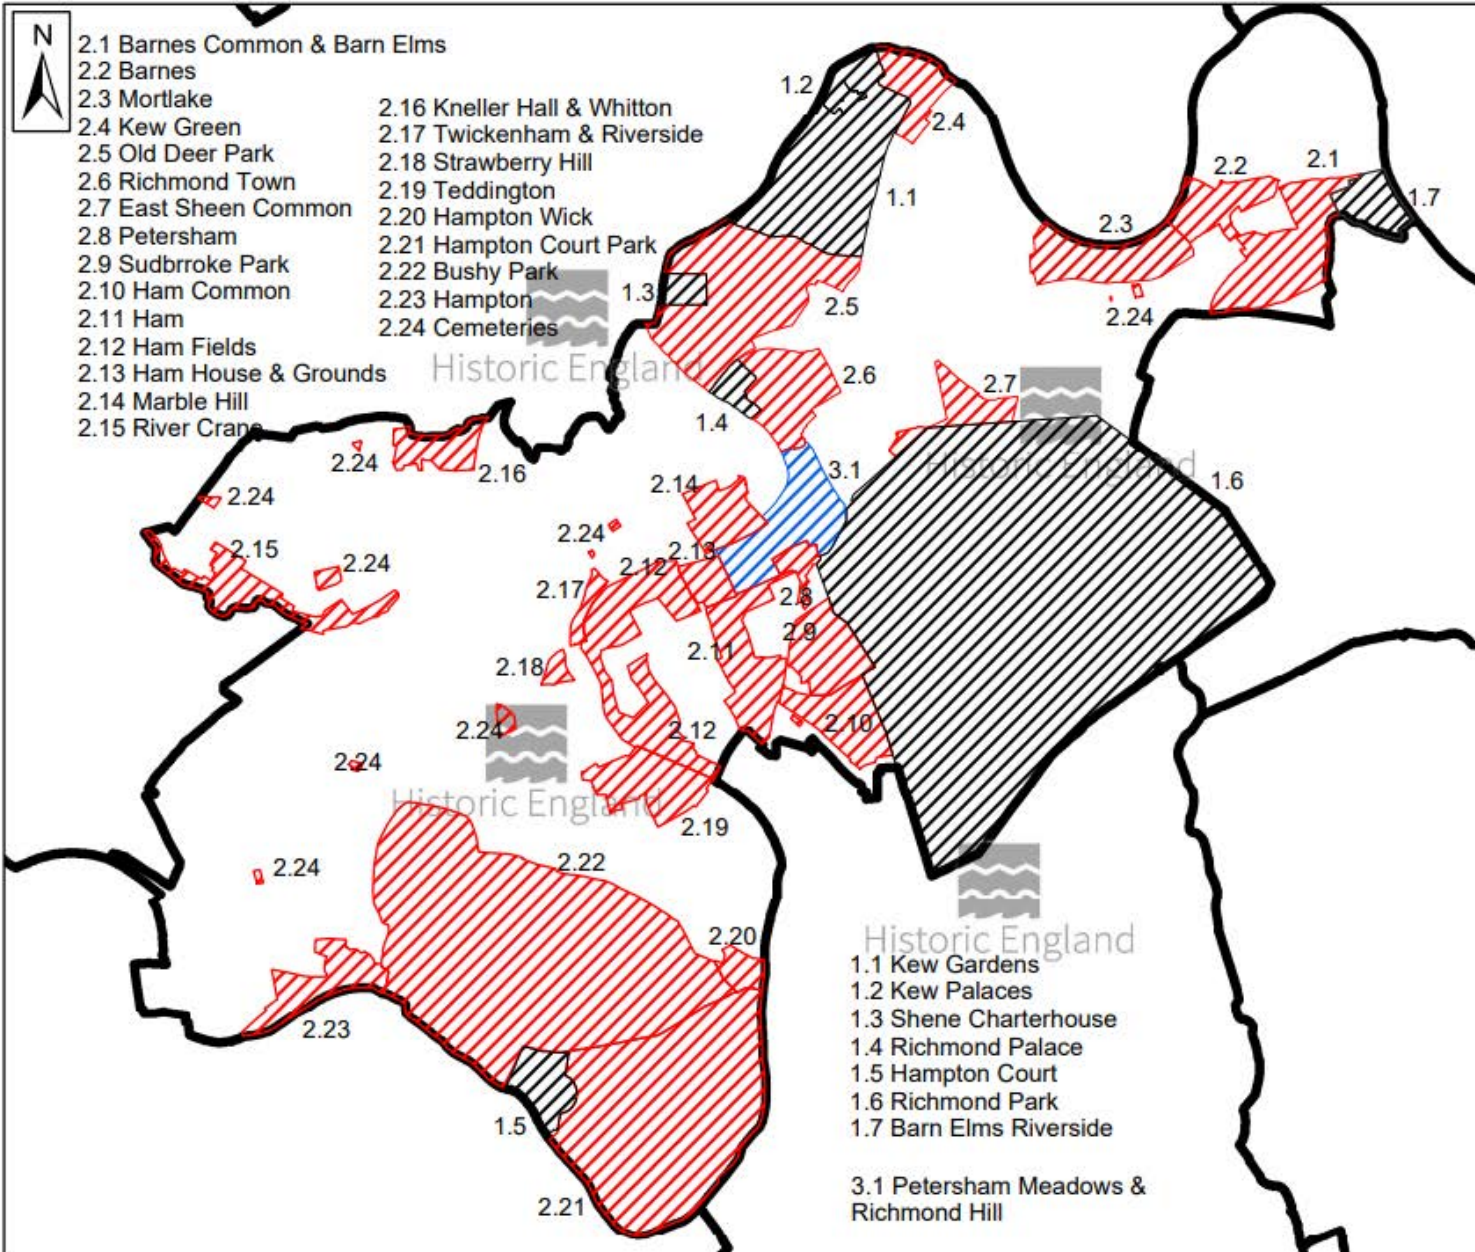 N
2.1 Barnes Common & Barn Elms
2.2 Barnes
2.3 Mortlake
2.4 Kew Green
2.5 Old Deer Park
2.6 Richmond Town
2.7 East Sheen Common
2.8 Petersham
2.9 Sudbrroke Park
2.10 Ham Common
2.11 Ham
2.12 Ham Fields
2.13 Ham House & Grounds
2.14 Marble Hill
2.15 River Crane
2.16 Kneller Hall & Whitton
2.17 Twickenham & Riverside
2.18 Strawberry Hill
2.19 Teddington
2.20 Hampton Wick
2.21 Hampton Court Park
2.22 Bushy Park
2.23 Hampton
2.24 Cemeteries
1.2
2.4
1.1
2.2
2.1
1.7
2.3
2.24
1.3
2.5
Historic England
2.6
2.7
1.4
Historic England
3.1
1.6
2.24
2.16
2.14
2.24
2.24
2.15
2.24
2.13
2.12
2.17
2.8
2.9
2.11
2.18
2.24
2.12
2.10
2.24
Historic England
2.19
2.22
2.24
2.20
Historic England
2.23
1.5
2.21
1.1 Kew Gardens
1.2 Kew Palaces
1.3 Shene Charterhouse
1.4 Richmond Palace
1.5 Hampton Court
1.6 Richmond Park
1.7 Barn Elms Riverside
3.1 Petersham Meadows &
Richmond Hill